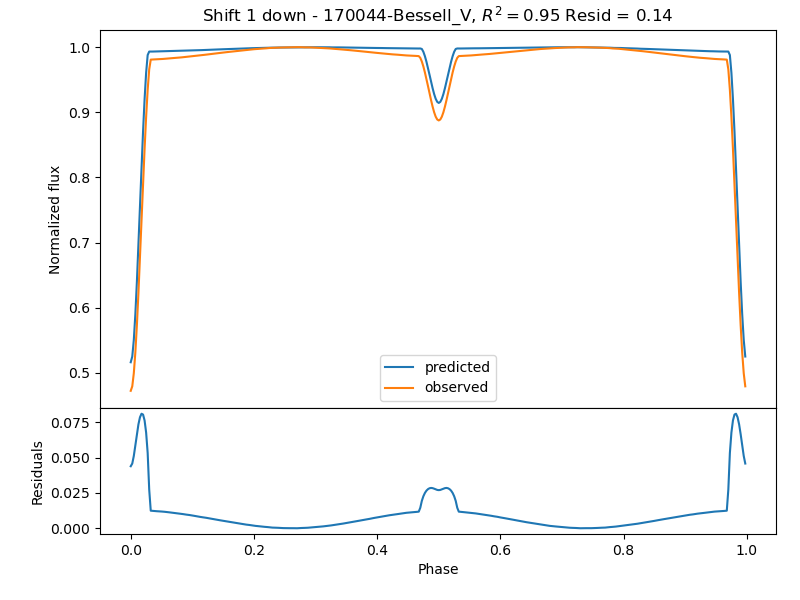 Shift 1 down - 170044-Bessell_V, R² = 0.95 Resid = 0.14
Normalized flux
1.0
0.9
0.8
0.7
0.6
0.5
predicted
observed
Residuals
0.075
0.050
0.025
0.000
0.0 0.2 0.4 0.6 0.8 1.0
Phase